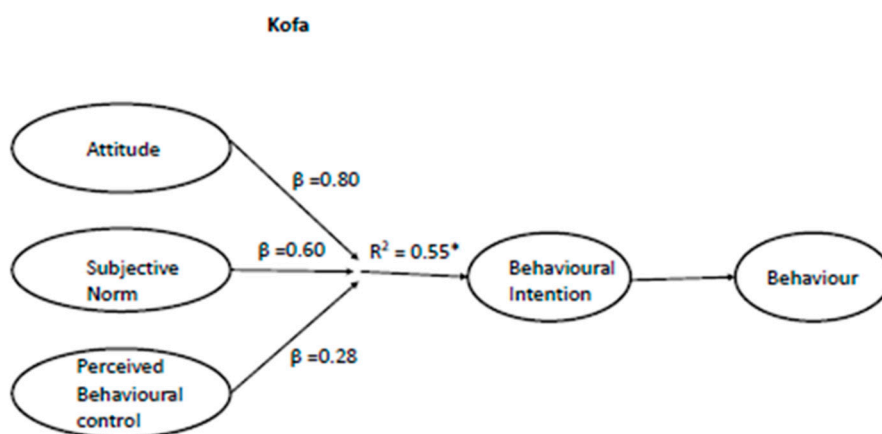 Kofa
Attitude
β =0.80
β =0.60
R² = 0.55*
Subjective
Norm
Behavioural
Intention
Behaviour
β =0.28
Perceived
Behavioural
control